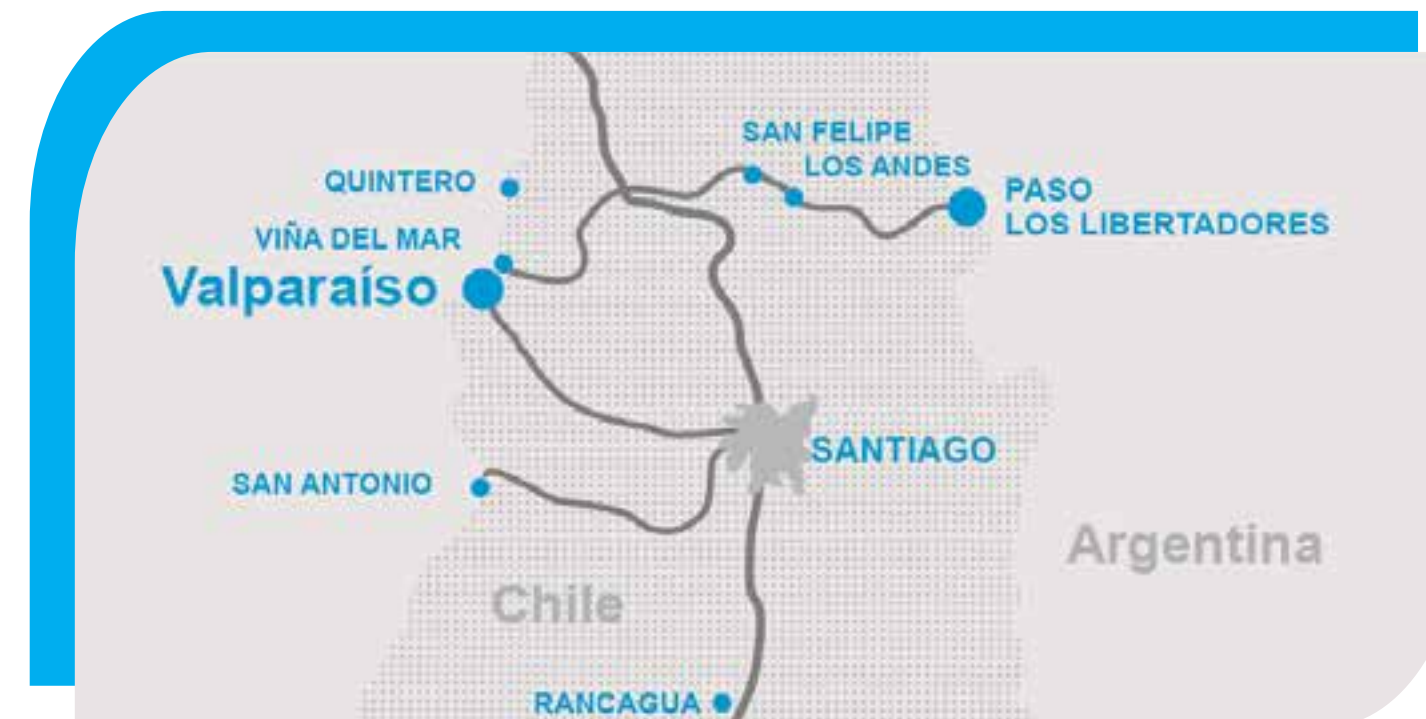 SAN FELIPE
LOS ANDES
QUINTERO
PASO
LOS LIBERTADORES
VIÑA DEL MAR
Valparaíso
SANTIAGO
SAN ANTONIO
Argentina
Chile
RANCAGUA